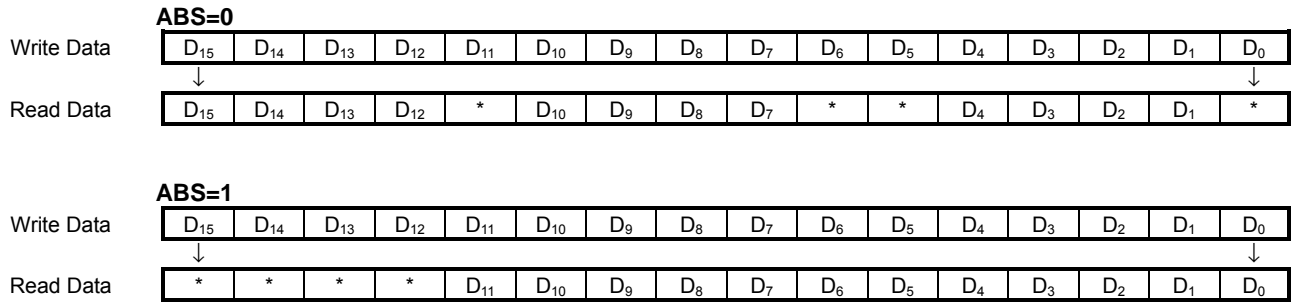 ABS=0
Write Data D₁₅ D₁₄ D₁₃ D₁₂ D₁₁ D₁₀ D₉ D₈ D₇ D₆ D₅ D₄ D₃ D₂ D₁ D₀
↓ ↓
Read Data D₁₅ D₁₄ D₁₃ D₁₂ * D₁₀ D₉ D₈ D₇ * * D₄ D₃ D₂ D₁ *
ABS=1
Write Data D₁₅ D₁₄ D₁₃ D₁₂ D₁₁ D₁₀ D₉ D₈ D₇ D₆ D₅ D₄ D₃ D₂ D₁ D₀
↓ ↓
Read Data * * * * D₁₁ D₁₀ D₉ D₈ D₇ D₆ D₅ D₄ D₃ D₂ D₁ D₀